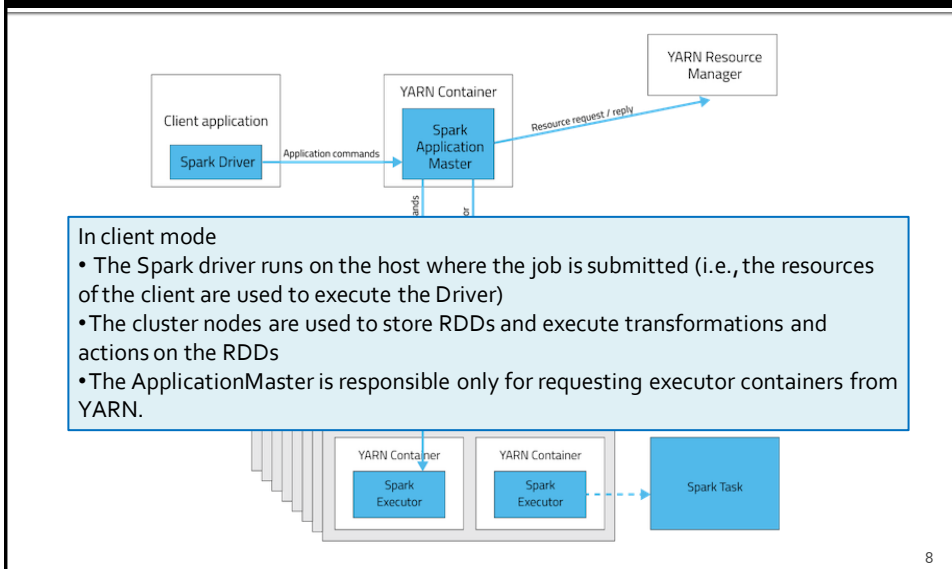 YARN Resource
Manager
YARN Container
Client application
Spark
Application
Master
Resource request / reply
Spark Driver
Application commands
ands
or
In client mode
• The Spark driver runs on the host where the job is submitted (i.e., the resources
of the client are used to execute the Driver)
•The cluster nodes are used to store RDDs and execute transformations and
actions on the RDDs
•The ApplicationMaster is responsible only for requesting executor containers from
YARN.
YARN Container
YARN Container
Spark
Executor
Spark
Executor
Spark Task
8